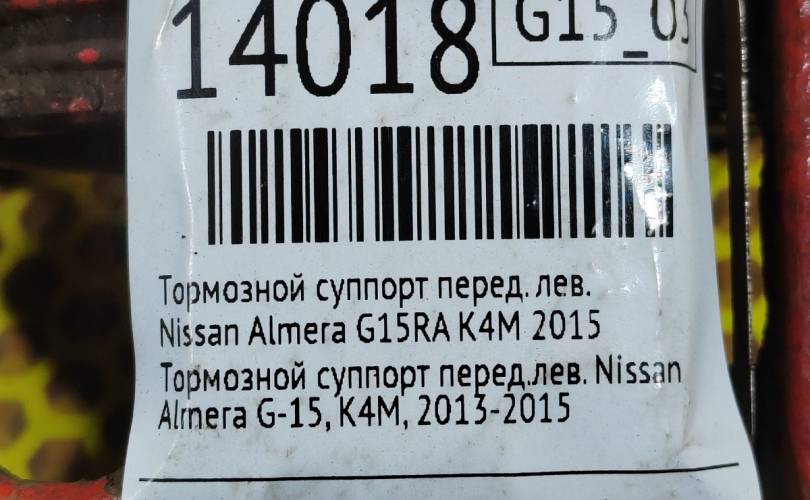 14018
G15_03
Тормозной суппорт перед. лев.
Nissan Almera G15RA K4M 2015
Тормозной суппорт перед.лев. Nissan
Almera G-15, K4M, 2013-2015